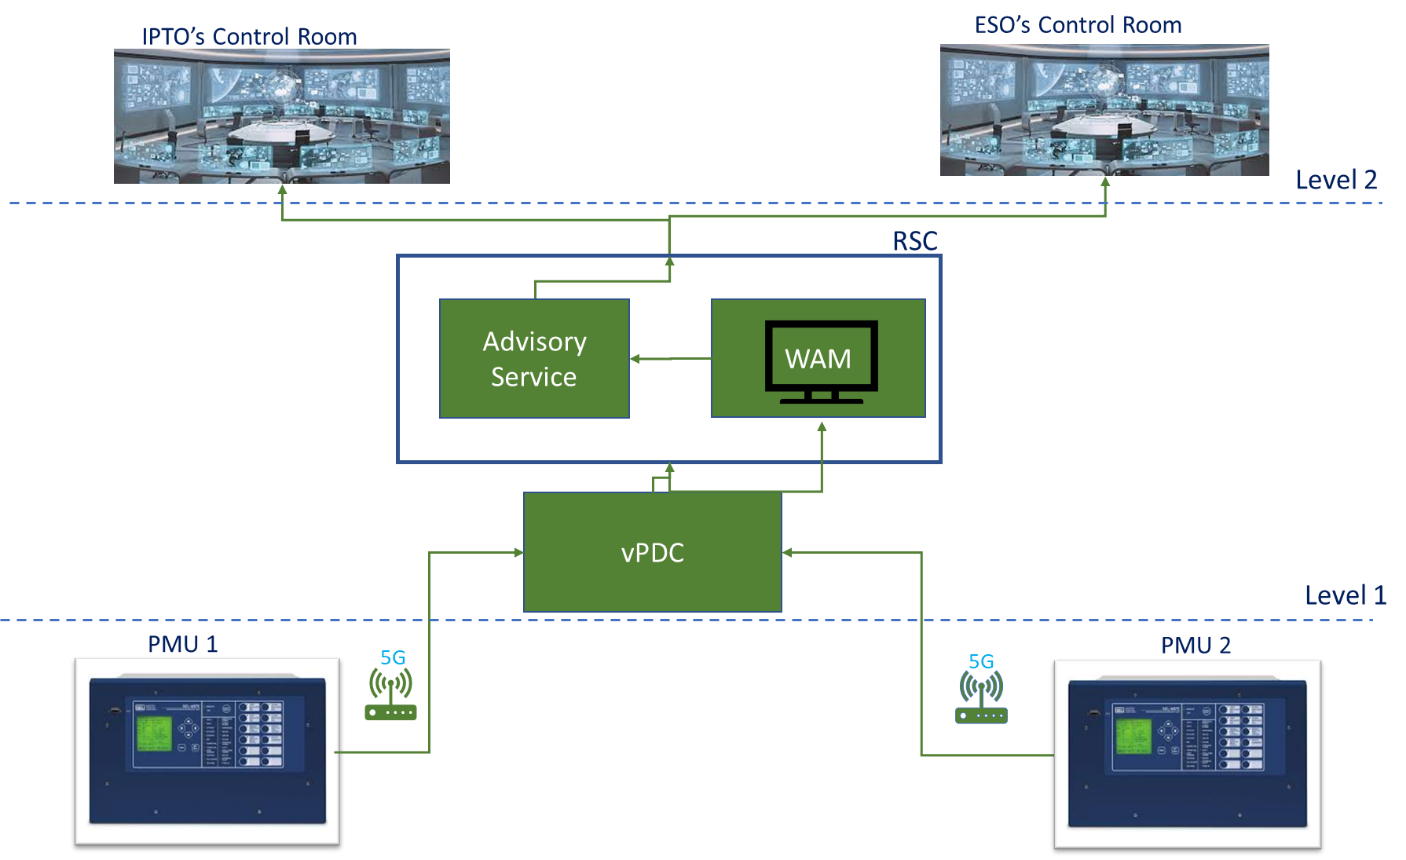 IPTO's Control Room
ESO's Control Room
Level 2
RSC
Advisory
Service
WAM
vPDC
Level 1
PMU 1
5G
5G
PMU 2